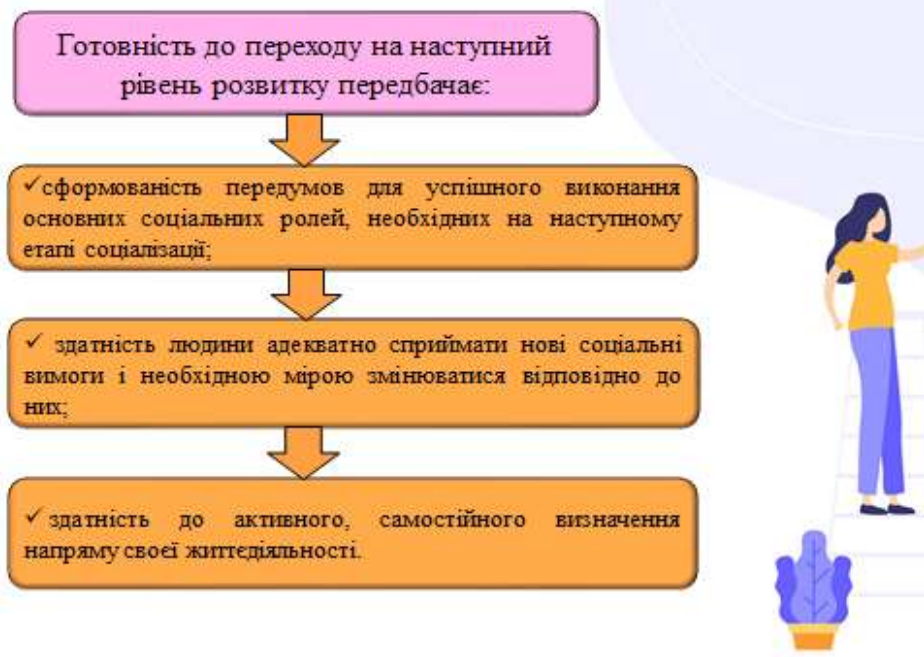 Готовність до переходу на наступний
рівень розвитку передбачає:
✓сформованість передумов для успішного виконання
основних соціальних ролей, необхідних на наступному
етапі соціалізації;
✓ здатність людини адекватно сприймати нові соціальні
вимоги і необхідною мірою змінюватися відповідно до
них;
✓здатність до активного, самостійного визначення
напряму своєї життєдіяльності.